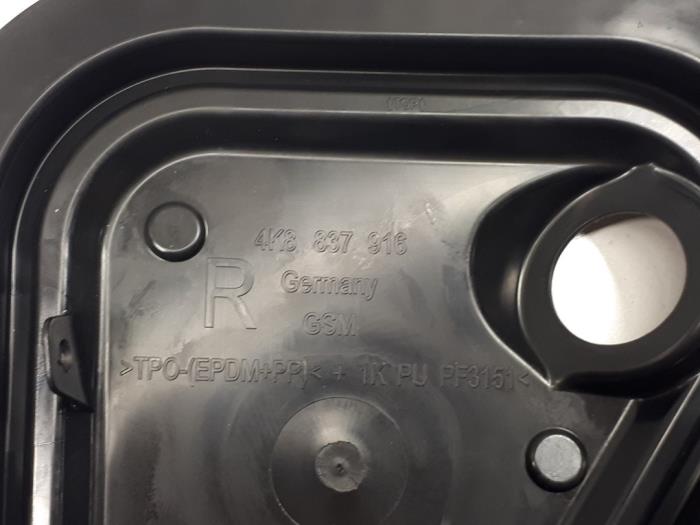 4K8 837 916
R
Germany
GSM
>TPO-(EPDM+PP)< + 1K PU PF3151<